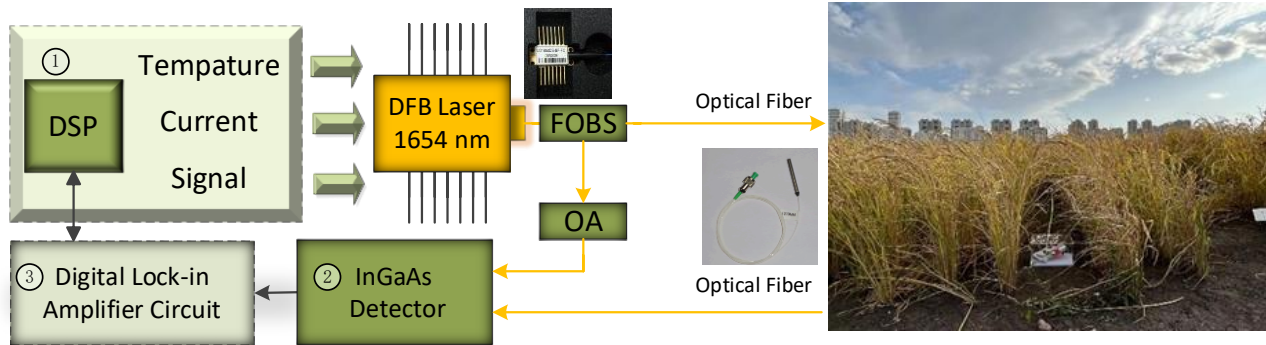 ①
Tempature
DSP
Current
Signal
DFB Laser
1654 nm
FOBS
Optical Fiber
OA
Optical Fiber
③ Digital Lock-in
Amplifier Circuit
② InGaAs
Detector